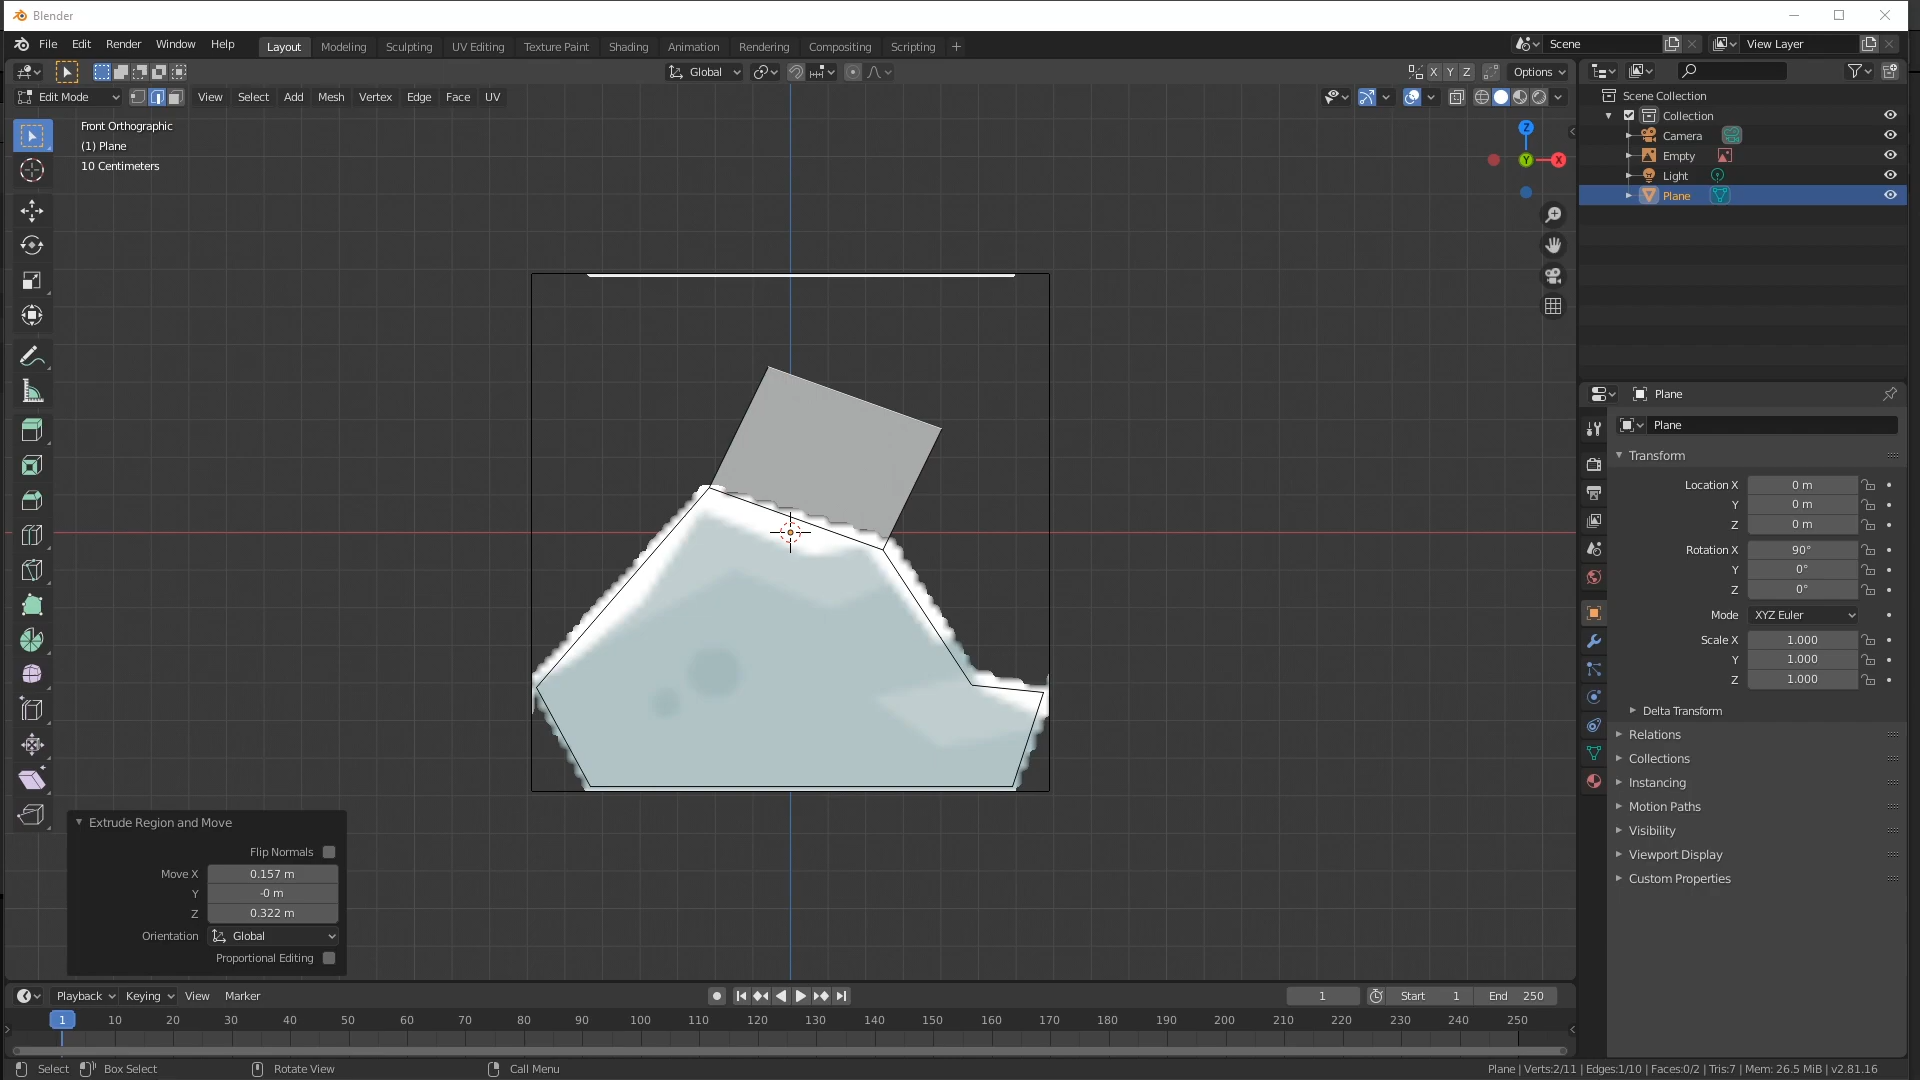 Blender
File Edit Render Window Help Layout Modeling Sculpting UV Editing Texture Paint Shading Animation Rendering Compositing Scripting + Scene View Layer
Global X Y Z Options
Edit Mode View Select Add Mesh Vertex Edge Face UV
Front Orthographic
(1) Plane
10 Centimeters
Z
Y
X
Scene Collection
Collection
Camera
Empty
Light
Plane
Plane
Plane
Transform
Location X 0 m
Y 0 m
Z 0 m
Rotation X 90°
Y 0°
Z 0°
Mode XYZ Euler
Scale X 1.000
Y 1.000
Z 1.000
Delta Transform
Relations
Collections
Instancing
Motion Paths
Visibility
Viewport Display
Custom Properties
Extrude Region and Move
Flip Normals
Move X 0.157 m
Y -0 m
Z 0.322 m
Orientation Global
Proportional Editing
Playback Keying View Marker 1 Start 1 End 250
1 10 20 30 40 50 60 70 80 90 100 110 120 130 140 150 160 170 180 190 200 210 220 230 240 250
Select Box Select Rotate View Call Menu Plane | Verts:2/11 | Edges:1/10 | Faces:0/2 | Tris:7 | Mem: 26.5 MiB | v2.81.16